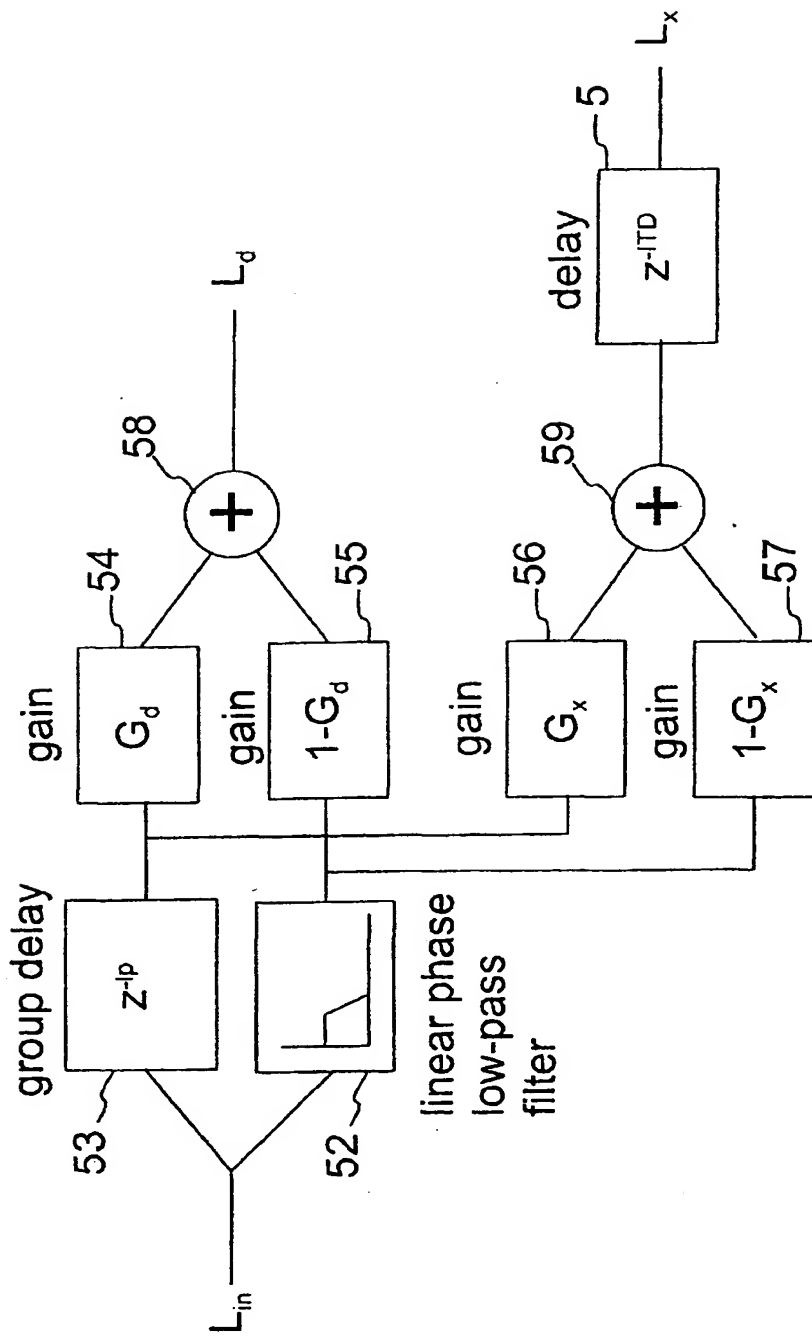 L_in
group delay
z^-lp
53
52
linear phase
low-pass
filter
gain
G_d
54
gain
1-G_d
55
58
+
L_d
gain
G_x
56
gain
1-G_x
57
59
+
delay
z^-ITD
5
L_x